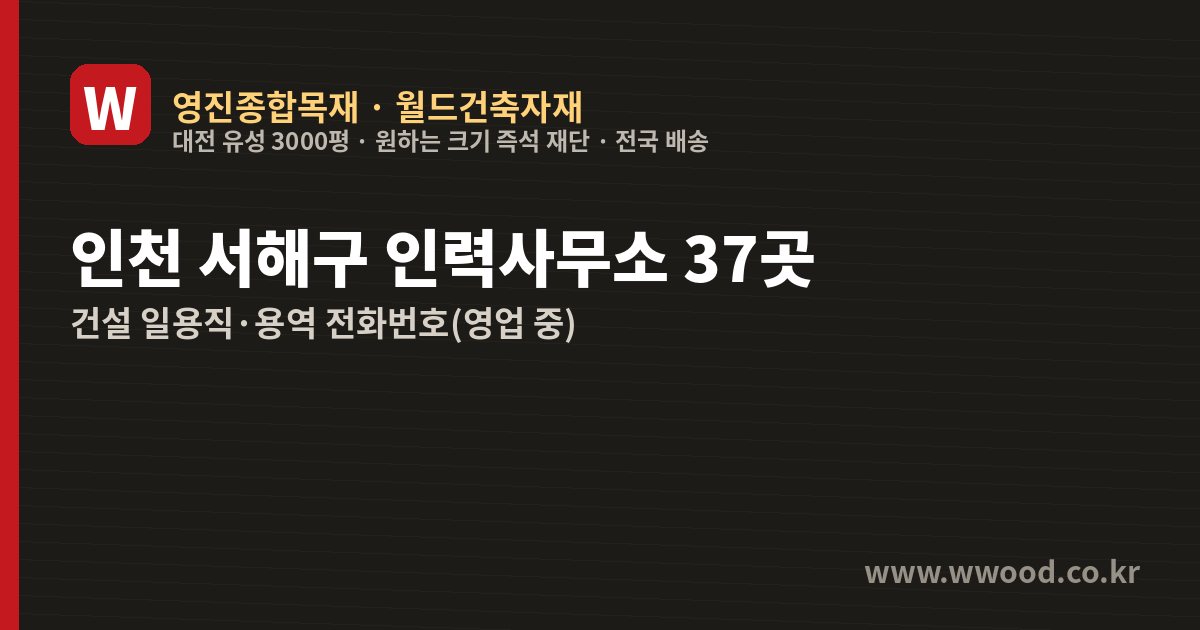 W
영진종합목재 · 월드건축자재
대전 유성 3000평 · 원하는 크기 즉석 재단 · 전국 배송
인천 서해구 인력사무소 37곳
건설 일용직·용역 전화번호(영업 중)
www.wwood.co.kr